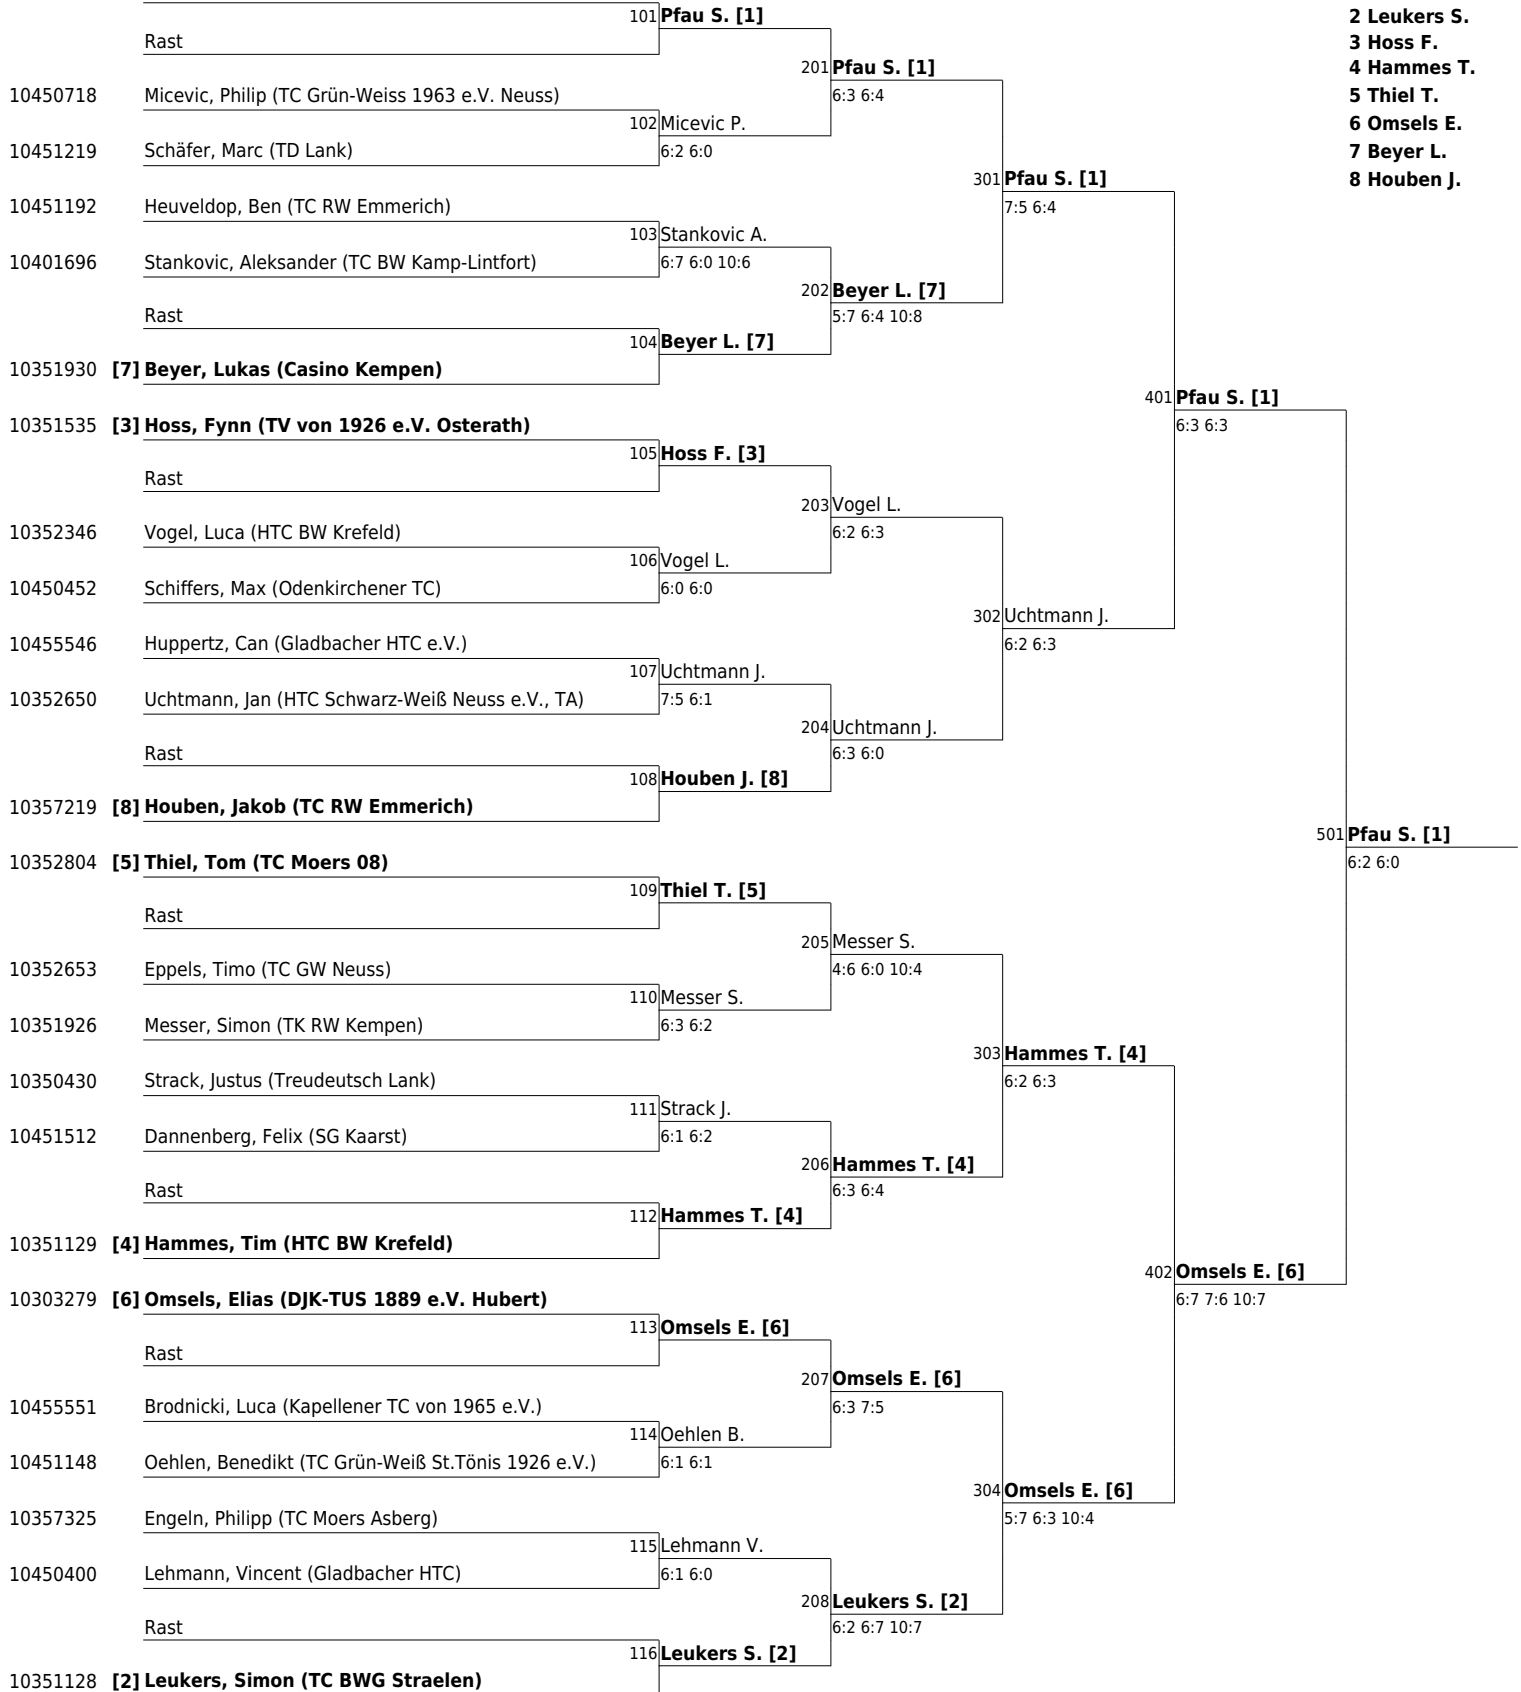 101 Pfau S. [1]
2 Leukers S.
Rast
3 Hoss F.
201 Pfau S. [1]
4 Hammes T.
10450718 Micevic, Philip (TC Grün-Weiss 1963 e.V. Neuss)
6:3 6:4
5 Thiel T.
102 Micevic P.
6 Omsels E.
10451219 Schäfer, Marc (TD Lank)
6:2 6:0
7 Beyer L.
301 Pfau S. [1]
8 Houben J.
10451192 Heuveldop, Ben (TC RW Emmerich)
7:5 6:4
103 Stankovic A.
10401696 Stankovic, Aleksander (TC BW Kamp-Lintfort)
6:7 6:0 10:6
202 Beyer L. [7]
Rast
5:7 6:4 10:8
104 Beyer L. [7]
10351930 [7] Beyer, Lukas (Casino Kempen)
401 Pfau S. [1]
10351535 [3] Hoss, Fynn (TV von 1926 e.V. Osterath)
6:3 6:3
105 Hoss F. [3]
Rast
203 Vogel L.
10352346 Vogel, Luca (HTC BW Krefeld)
6:2 6:3
106 Vogel L.
10450452 Schiffers, Max (Odenkirchener TC)
6:0 6:0
302 Uchtmann J.
10455546 Huppertz, Can (Gladbacher HTC e.V.)
6:2 6:3
107 Uchtmann J.
10352650 Uchtmann, Jan (HTC Schwarz-Weiß Neuss e.V., TA)
7:5 6:1
204 Uchtmann J.
Rast
6:3 6:0
108 Houben J. [8]
10357219 [8] Houben, Jakob (TC RW Emmerich)
501 Pfau S. [1]
10352804 [5] Thiel, Tom (TC Moers 08)
6:2 6:0
109 Thiel T. [5]
Rast
205 Messer S.
10352653 Eppels, Timo (TC GW Neuss)
4:6 6:0 10:4
110 Messer S.
10351926 Messer, Simon (TK RW Kempen)
6:3 6:2
303 Hammes T. [4]
10350430 Strack, Justus (Treudeutsch Lank)
6:2 6:3
111 Strack J.
10451512 Dannenberg, Felix (SG Kaarst)
6:1 6:2
206 Hammes T. [4]
Rast
6:3 6:4
112 Hammes T. [4]
10351129 [4] Hammes, Tim (HTC BW Krefeld)
402 Omsels E. [6]
10303279 [6] Omsels, Elias (DJK-TUS 1889 e.V. Hubert)
6:7 7:6 10:7
113 Omsels E. [6]
Rast
207 Omsels E. [6]
10455551 Brodnicki, Luca (Kapellener TC von 1965 e.V.)
6:3 7:5
114 Oehlen B.
10451148 Oehlen, Benedikt (TC Grün-Weiß St.Tönis 1926 e.V.)
6:1 6:1
304 Omsels E. [6]
10357325 Engeln, Philipp (TC Moers Asberg)
5:7 6:3 10:4
115 Lehmann V.
10450400 Lehmann, Vincent (Gladbacher HTC)
6:1 6:0
208 Leukers S. [2]
Rast
6:2 6:7 10:7
116 Leukers S. [2]
10351128 [2] Leukers, Simon (TC BWG Straelen)